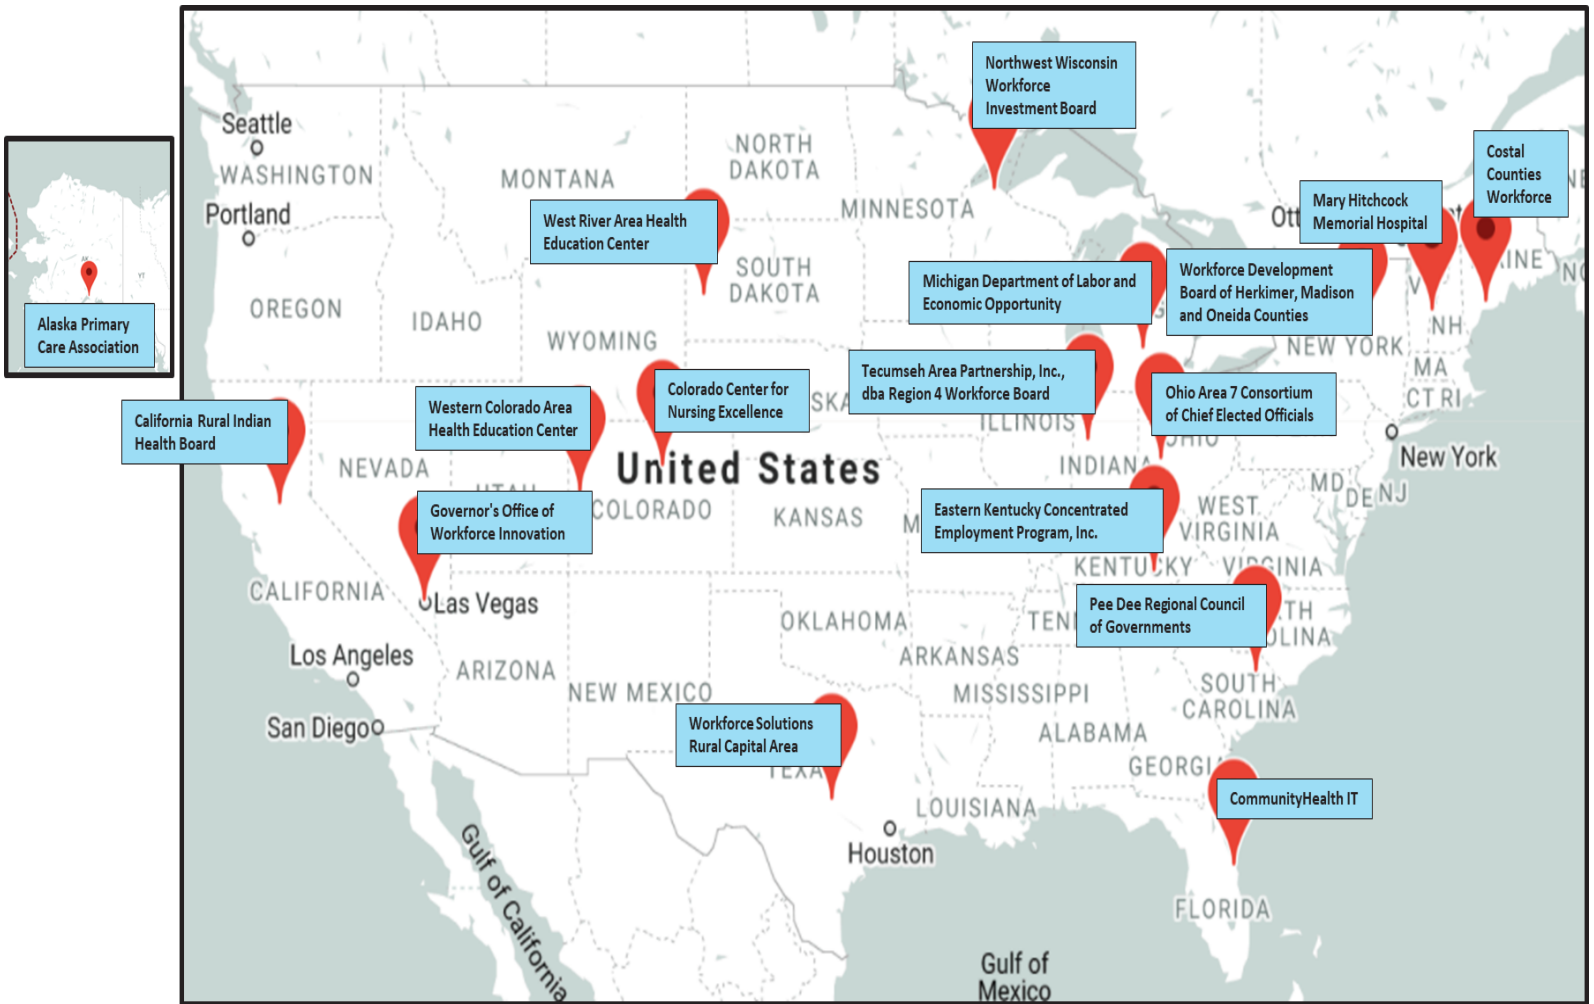 Northwest Wisconsin
Workforce
Investment Board
Costal
Counties
Workforce
Seattle
WASHINGTON
Portland
MONTANA
NORTH
DAKOTA
MINNESOTA
West River Area Health
Education Center
Mary Hitchcock
Memorial Hospital
Michigan Department of Labor and
Economic Opportunity
Workforce Development
Board of Herkimer, Madison
and Oneida Counties
SOUTH
DAKOTA
OREGON
IDAHO
WYOMING
AK
YT
Alaska Primary
Care Association
NH
NEW YORK
MA
CT RI
Tecumseh Area Partnership, Inc.,
dba Region 4 Workforce Board
Ohio Area 7 Consortium
of Chief Elected Officials
California Rural Indian
Health Board
Western Colorado Area
Health Education Center
Colorado Center for
Nursing Excellence
ILLINOIS
OHIO
New York
NEVADA
United States
INDIANA
MD
DE
NJ
UTAH
COLORADO
KANSAS
WEST
VIRGINIA
Governor's Office of
Workforce Innovation
Eastern Kentucky Concentrated
Employment Program, Inc.
KENTUCKY
VIRGINIA
CALIFORNIA
Las Vegas
Pee Dee Regional Council
of Governments
OKLAHOMA
ARKANSAS
Los Angeles
ARIZONA
NEW MEXICO
MISSISSIPPI
SOUTH
CAROLINA
San Diego
Workforce Solutions
Rural Capital Area
ALABAMA
GEORGIA
CommunityHealth IT
LOUISIANA
Houston
FLORIDA
Gulf of California
Gulf of
Mexico